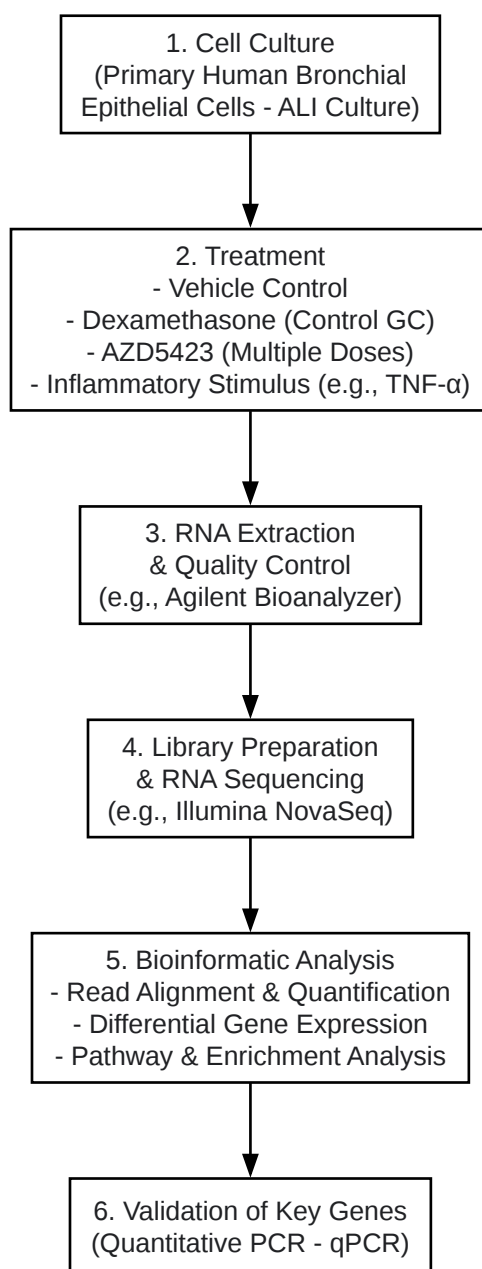 1. Cell Culture
(Primary Human Bronchial
Epithelial Cells - ALI Culture)
2. Treatment
- Vehicle Control
- Dexamethasone (Control GC)
- AZD5423 (Multiple Doses)
- Inflammatory Stimulus (e.g., TNF-α)
3. RNA Extraction
& Quality Control
(e.g., Agilent Bioanalyzer)
4. Library Preparation
& RNA Sequencing
(e.g., Illumina NovaSeq)
5. Bioinformatic Analysis
- Read Alignment & Quantification
- Differential Gene Expression
- Pathway & Enrichment Analysis
6. Validation of Key Genes
(Quantitative PCR - qPCR)